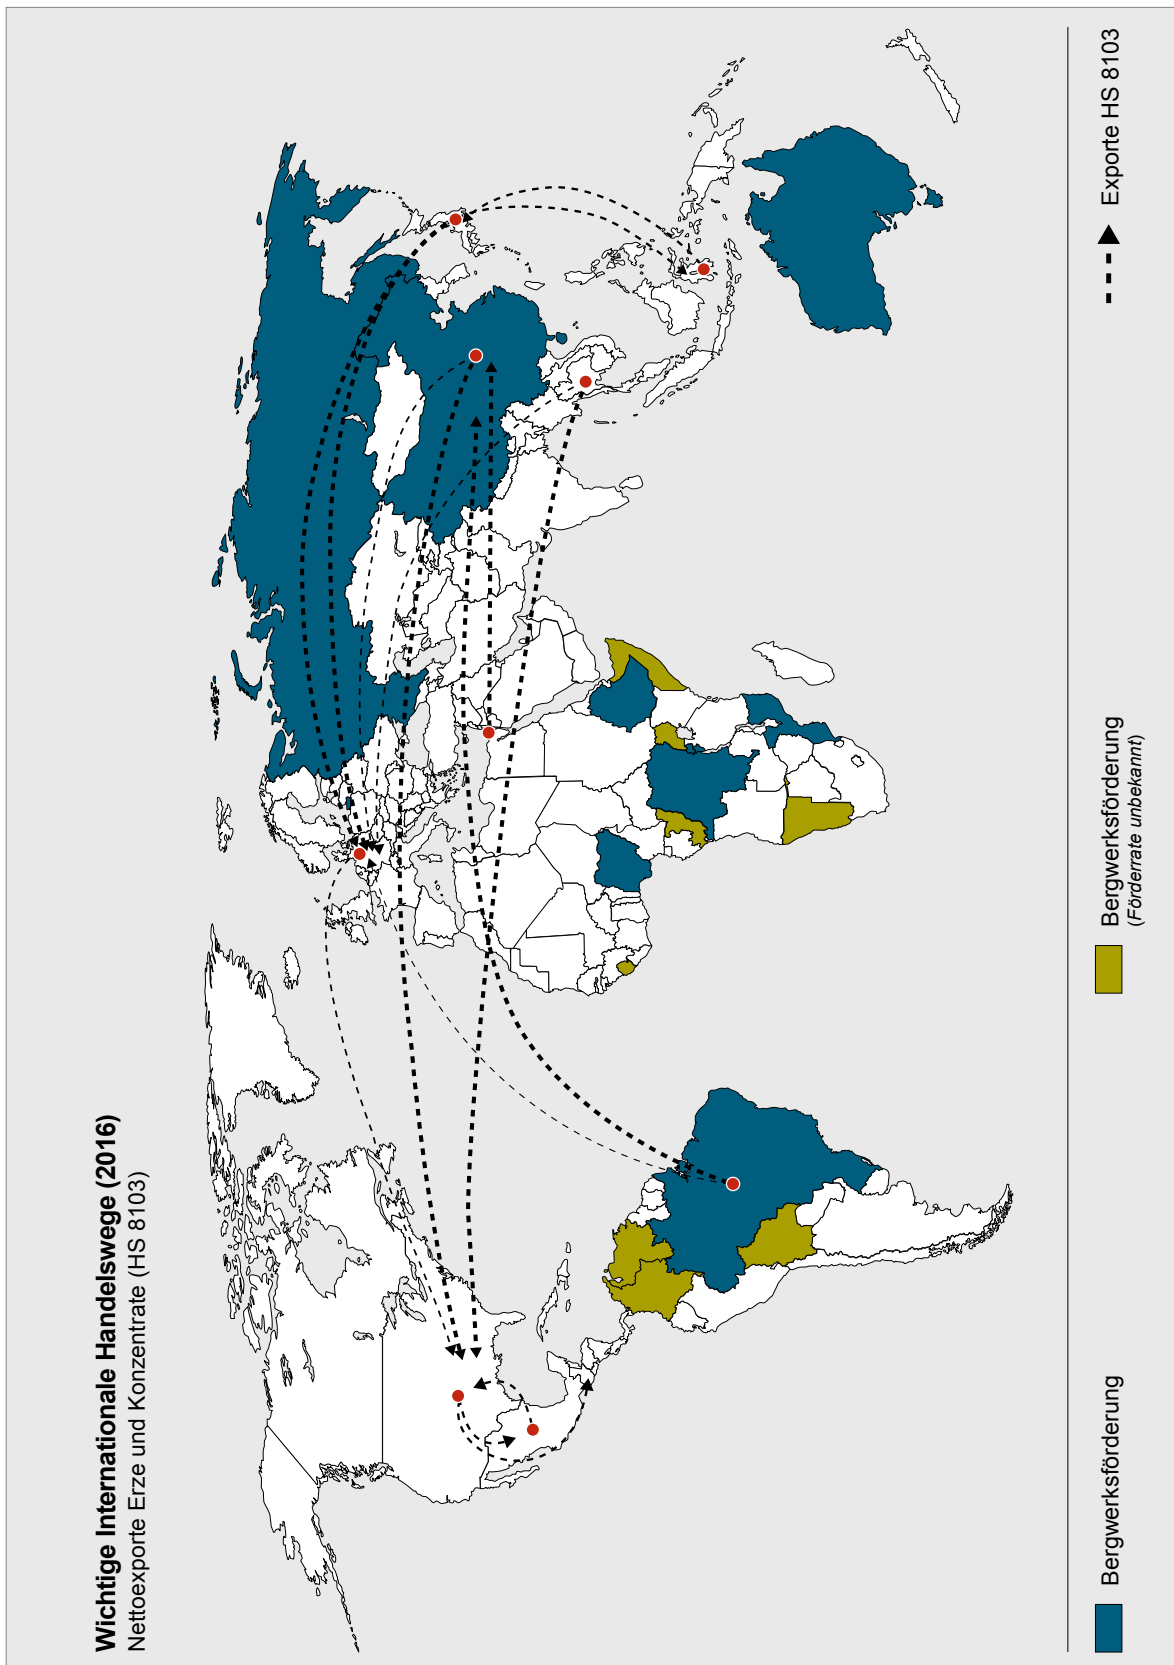 Wichtige Internationale Handelswege (2016)
Nettoexporte Erze und Konzentrate (HS 8103)
Bergwerksförderung
Bergwerksförderung
(Förderrate unbekannt)
Exporte HS 8103